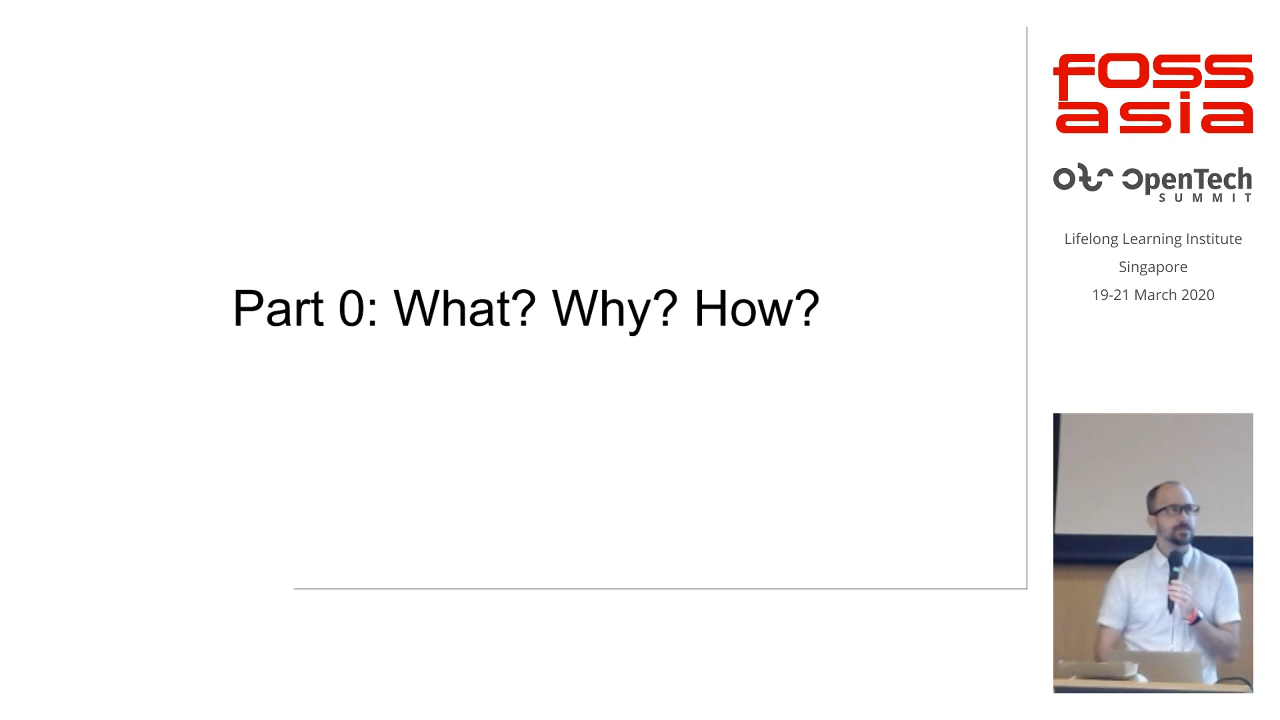 Part 0: What? Why? How?
foss
asia
OpenTech
SUMMIT
Lifelong Learning Institute
Singapore
19-21 March 2020